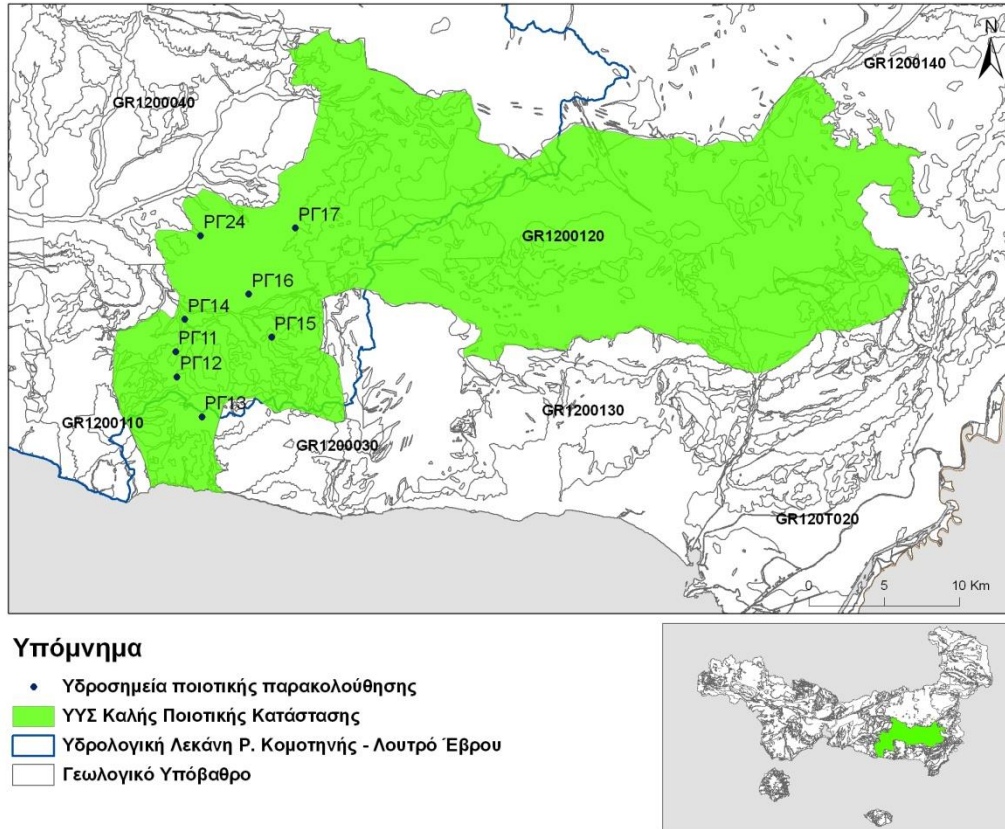 N
GR1200140
GR1200040
ΡΓ24
ΡΓ17
GR1200120
ΡΓ16
ΡΓ14
ΡΓ15
ΡΓ11
ΡΓ12
ΡΓ13
GR1200110
GR1200030
GR1200130
GR120T020
0 5 10 Km
Υπόμνημα
Υδροσημεία ποιοτικής παρακολούθησης
ΥΥΣ Καλής Ποιοτικής Κατάστασης
Υδρολογική Λεκάνη Ρ. Κομοτηνής - Λουτρό Έβρου
Γεωλογικό Υπόβαθρο